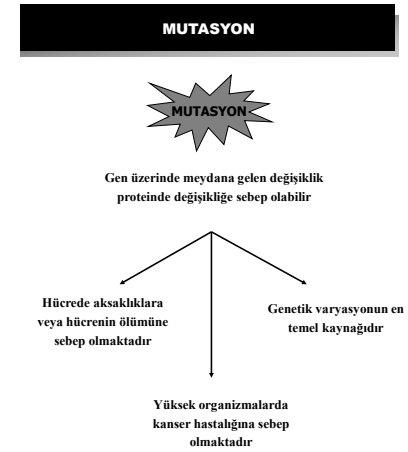 MUTASYON
MUTASYON
Gen üzerinde meydana gelen değişiklik
proteinde değişikliğe sebep olabilir
Hücrede aksaklıklara
veya hücrenin ölümüne
sebep olmaktadır
Genetik varyasyonun en
temel kaynağıdır
Yüksek organizmalarda
kanser hastalığına sebep
olmaktadır